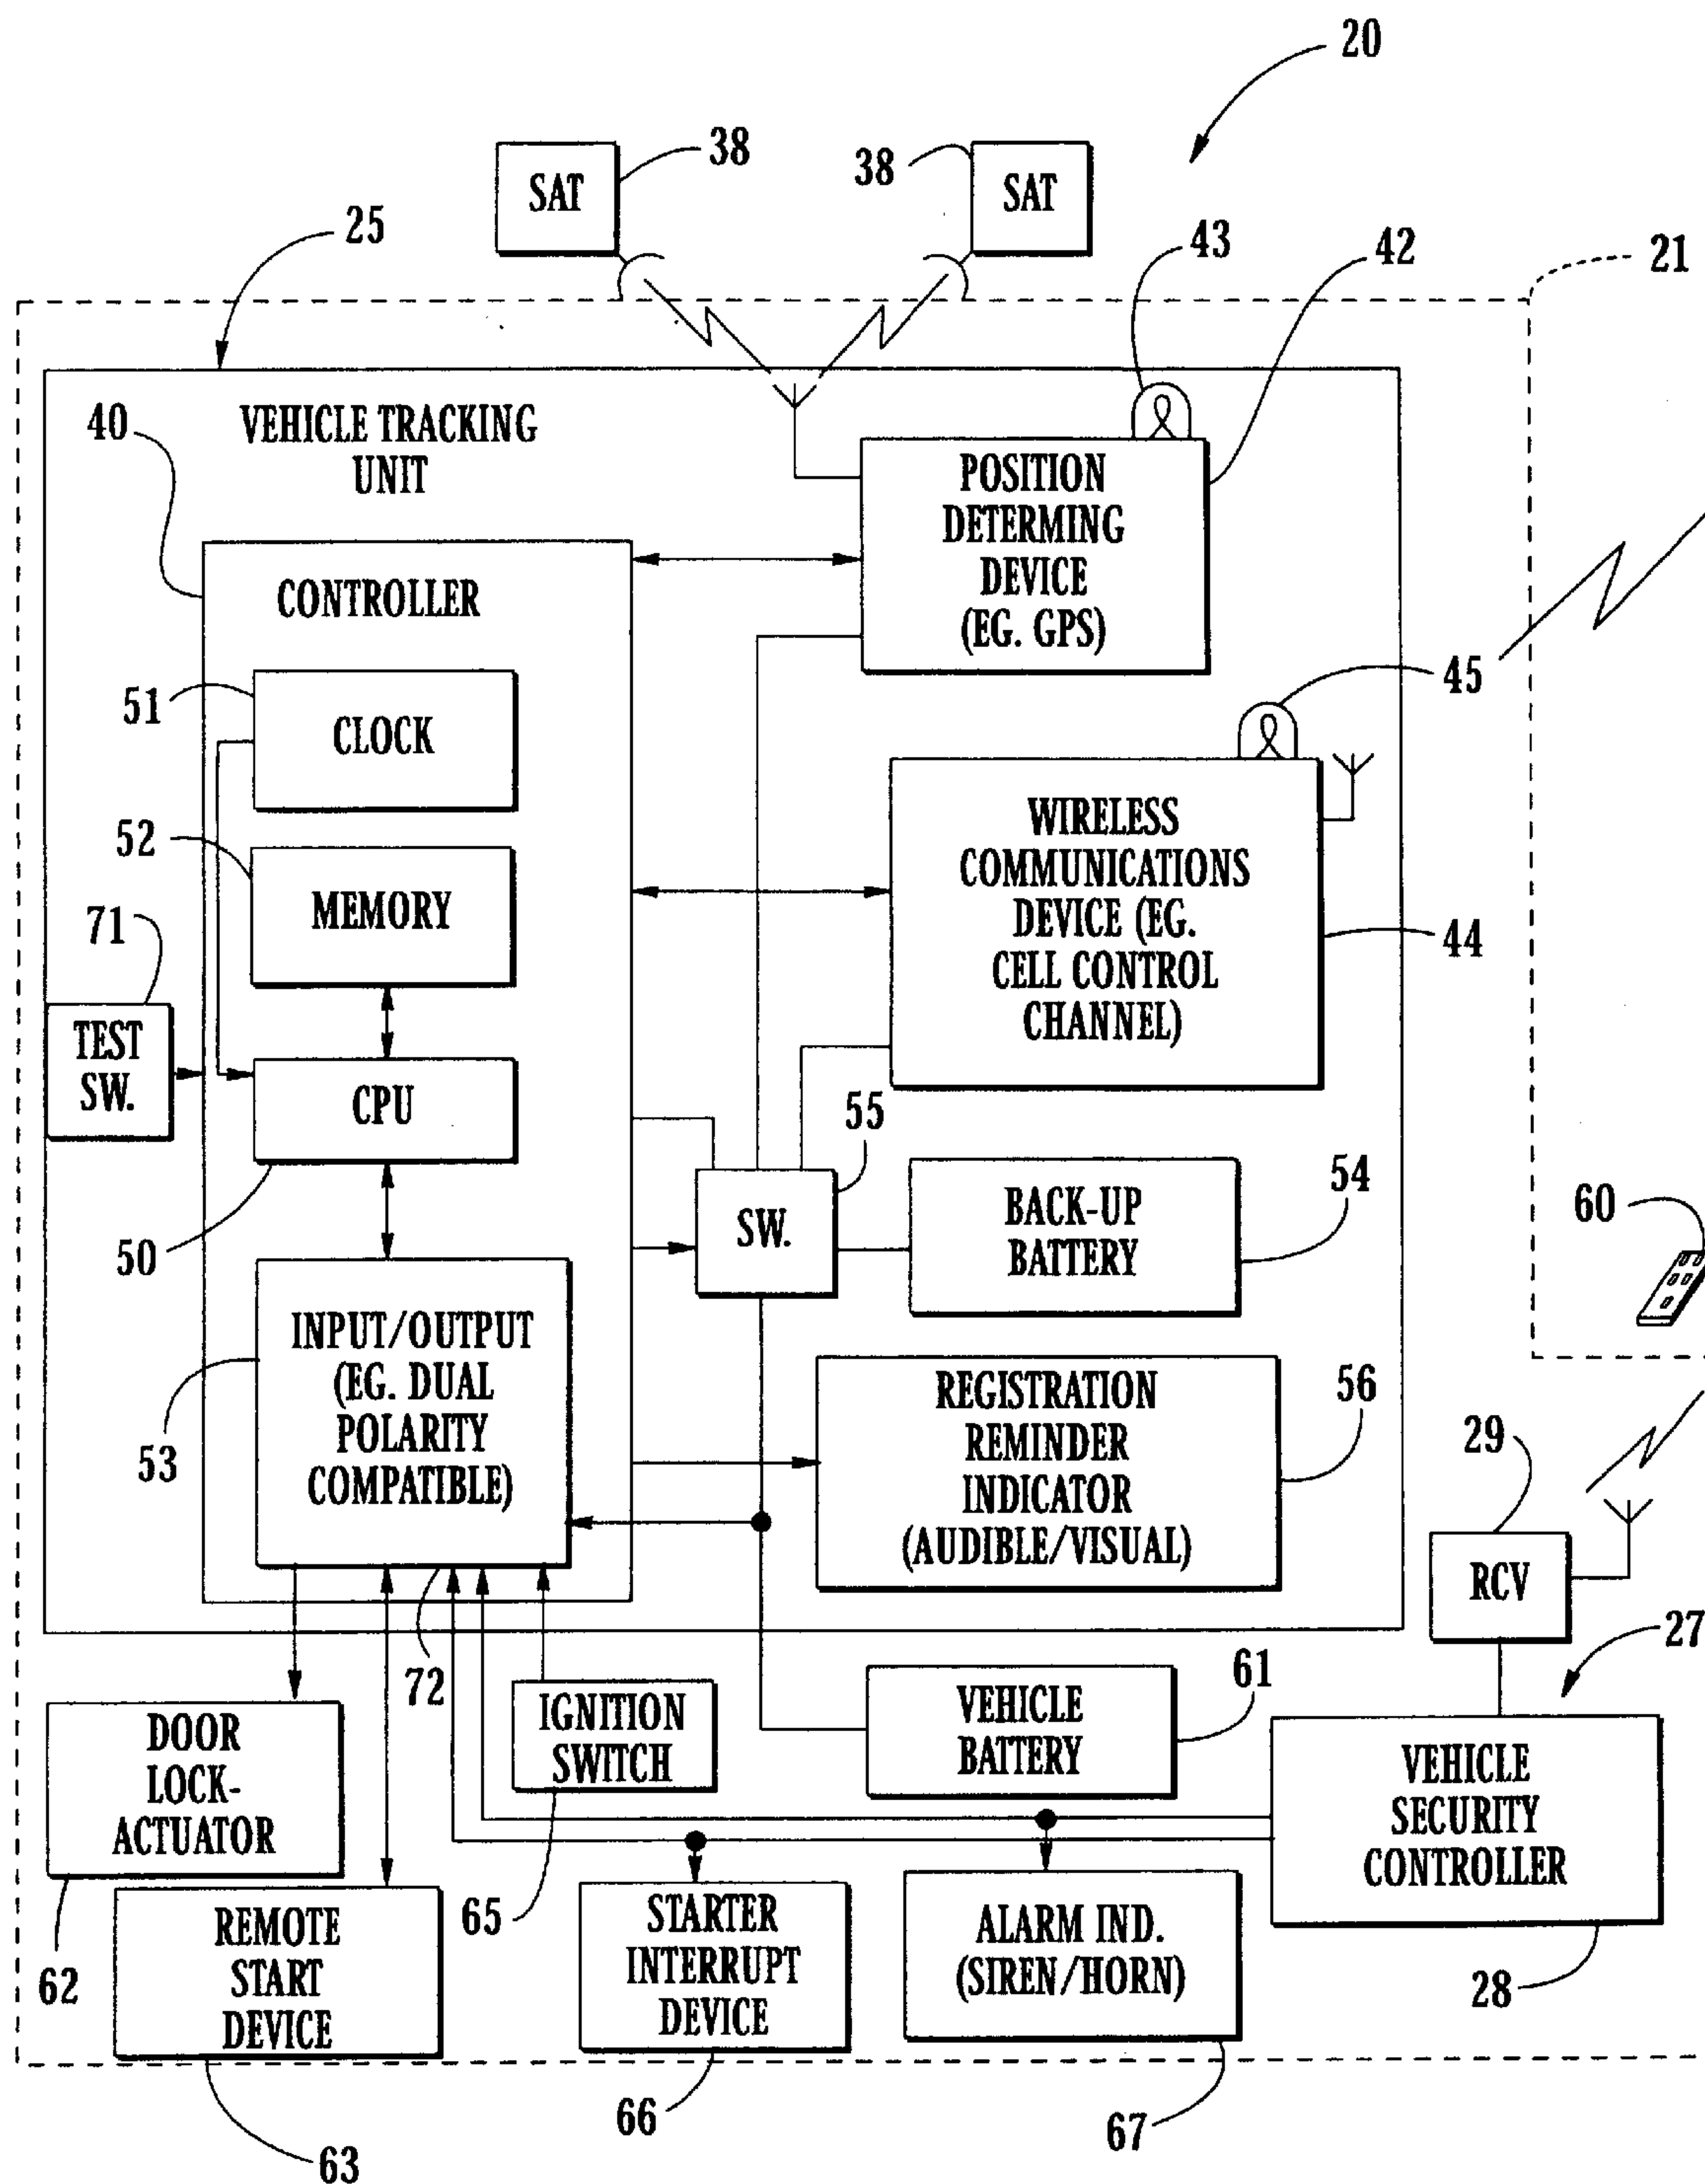 20
SAT
38
38
SAT
25
43
42
21
VEHICLE TRACKING
UNIT
40
POSITION
DETERMING
DEVICE
(EG. GPS)
CONTROLLER
45
51
CLOCK
52
MEMORY
WIRELESS
COMMUNICATIONS
DEVICE (EG.
CELL CONTROL
CHANNEL)
44
71
TEST
SW.
CPU
50
55
SW.
BACK-UP
BATTERY
54
60
INPUT/OUTPUT
(EG. DUAL
POLARITY
COMPATIBLE)
53
REGISTRATION
REMINDER
INDICATOR
(AUDIBLE/VISUAL)
56
29
RCV
27
72
IGNITION
SWITCH
65
VEHICLE
BATTERY
61
DOOR
LOCK-
ACTUATOR
62
VEHICLE
SECURITY
CONTROLLER
28
REMOTE
START
DEVICE
63
STARTER
INTERRUPT
DEVICE
66
ALARM IND.
(SIREN/HORN)
67